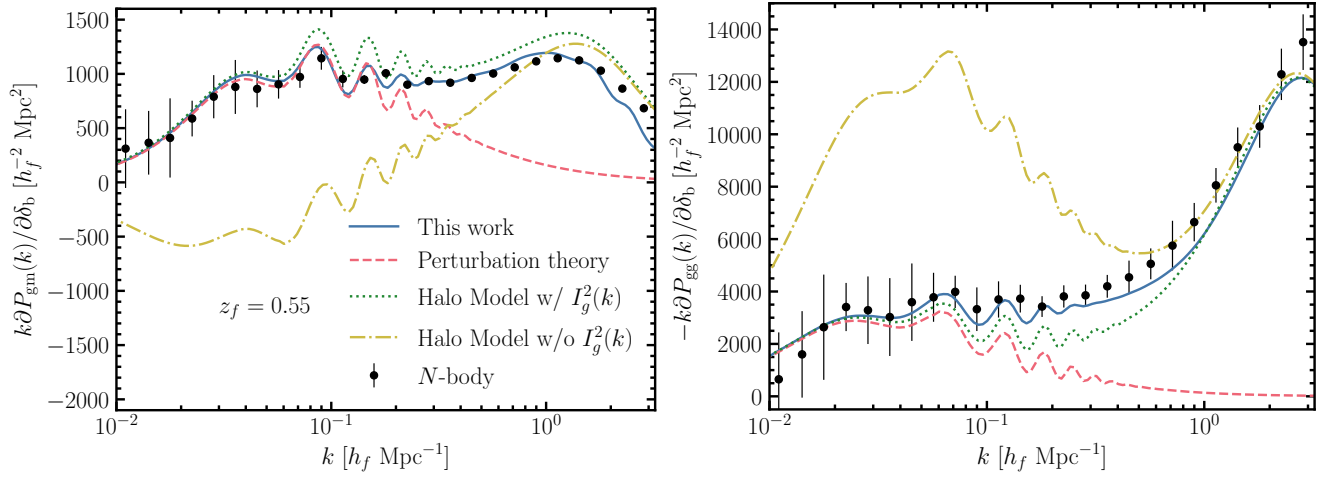 k∂P_gm(k)/∂δ_b [h_f^{-2} Mpc^2]
1500
1000
500
0
−500
−1000
−1500
−2000
10^{-2}
10^{-1}
10^0
k [h_f Mpc^{-1}]
This work
Perturbation theory
Halo Model w/ I_g^2(k)
Halo Model w/o I_g^2(k)
N-body
z_f = 0.55
−k∂P_gg(k)/∂δ_b [h_f^{-2} Mpc^2]
14000
12000
10000
8000
6000
4000
2000
0
10^{-2}
10^{-1}
10^0
k [h_f Mpc^{-1}]